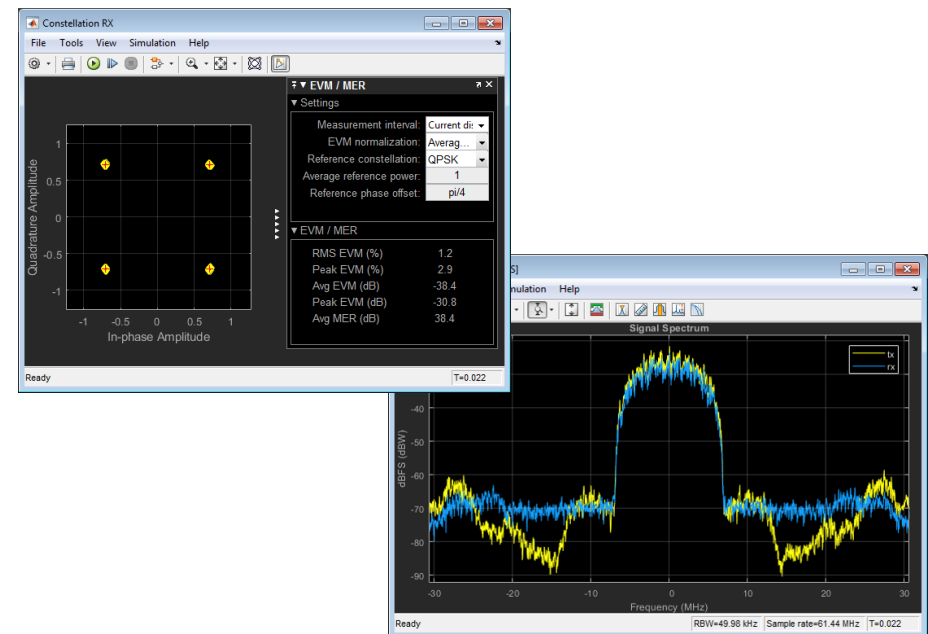 Constellation RX
File Tools View Simulation Help
EVM / MER
Settings
Measurement interval: Current di:
EVM normalization: Averag...
Reference constellation: QPSK
Average reference power: 1
Reference phase offset: pi/4
EVM / MER
RMS EVM (%) 1.2
Peak EVM (%) 2.9
Avg EVM (dB) -38.4
Peak EVM (dB) -30.8
Avg MER (dB) 38.4
Quadrature Amplitude
1
0.5
0
-0.5
-1
-1 -0.5 0 0.5 1
In-phase Amplitude
Ready T=0.022
S]
nulation Help
Signal Spectrum
tx
rx
dBFS (dBW)
-40
-50
-60
-70
-80
-90
-30 -20 -10 0 10 20 30
Frequency (MHz)
Ready RBW=49.98 kHz Sample rate=61.44 MHz T=0.022